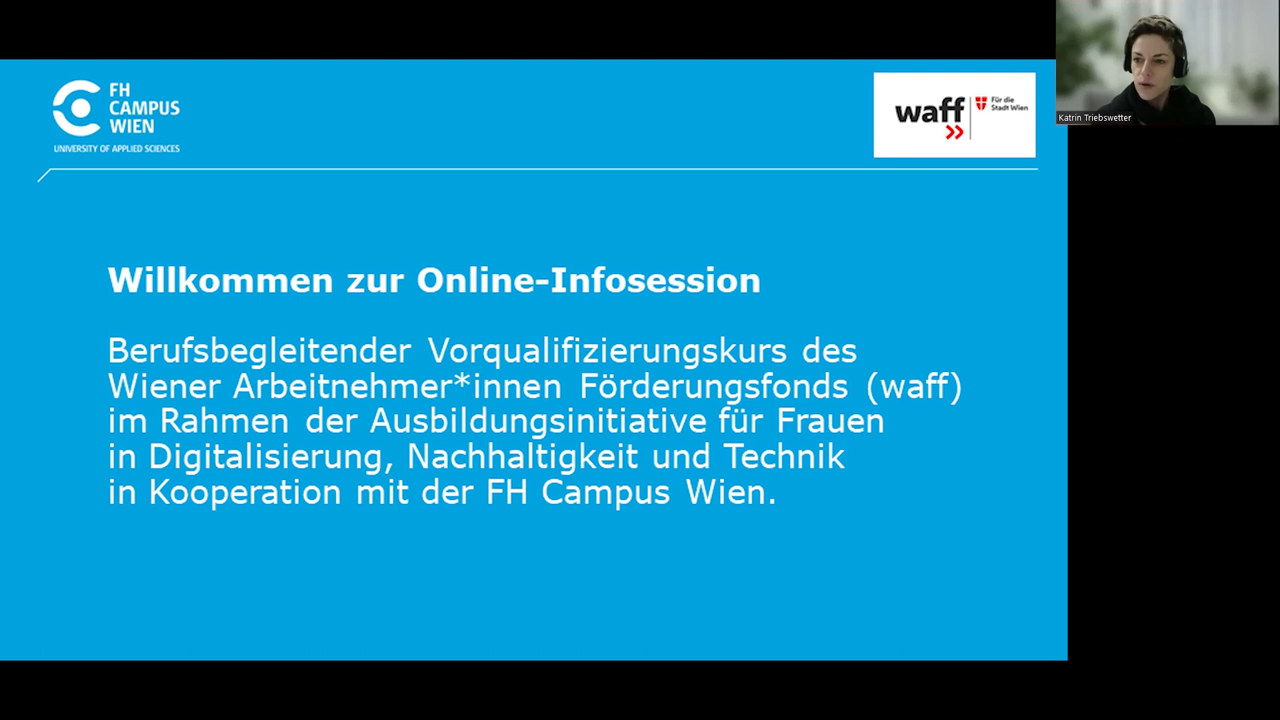 FH
CAMPUS
WIEN
UNIVERSITY OF APPLIED SCIENCES
waff
Für die
Stadt Wien
Katrin Triebswetter
Willkommen zur Online-Infosession
Berufsbegleitender Vorqualifizierungskurs des
Wiener Arbeitnehmer*innen Förderungsfonds (waff)
im Rahmen der Ausbildungsinitiative für Frauen
in Digitalisierung, Nachhaltigkeit und Technik
in Kooperation mit der FH Campus Wien.